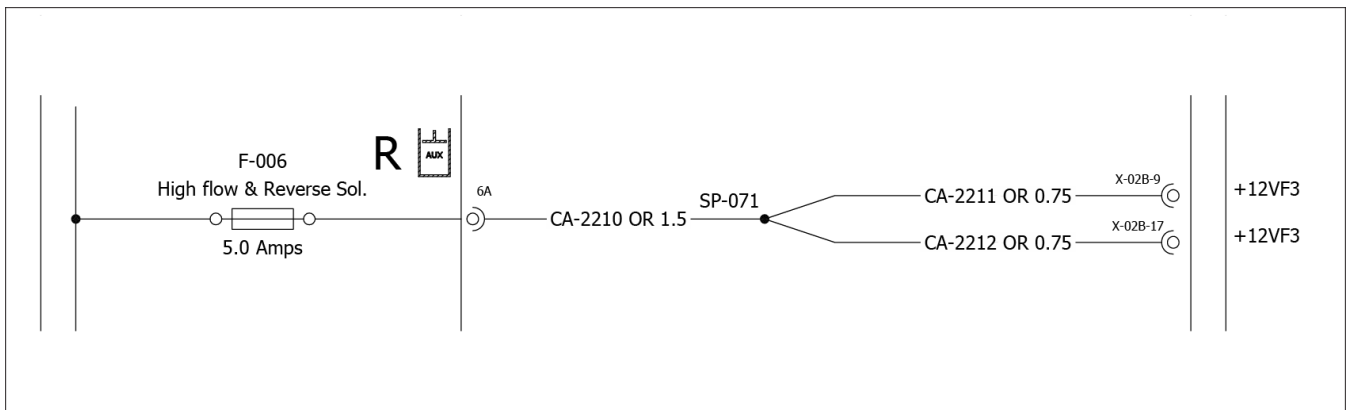 F-006
High flow & Reverse Sol.
5.0 Amps
R
AUX
6A
CA-2210 OR 1.5
SP-071
CA-2211 OR 0.75
X-02B-9
+12VF3
CA-2212 OR 0.75
X-02B-17
+12VF3